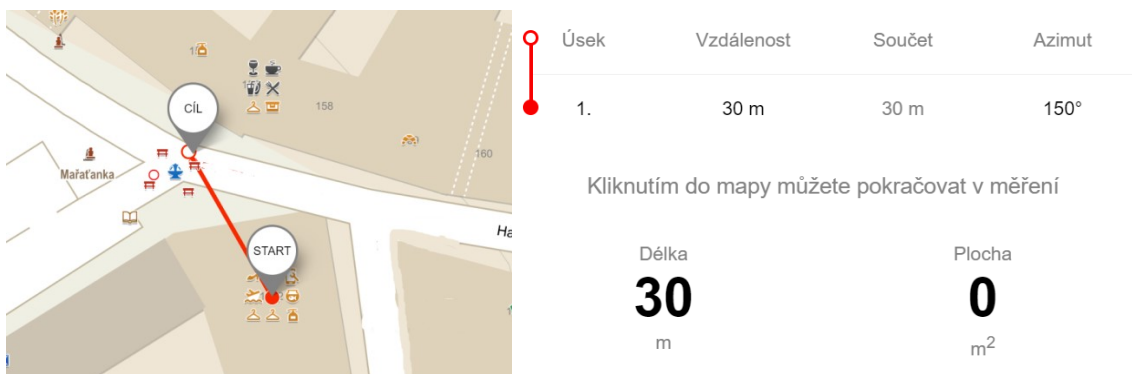 CÍL
158
160
Mařaťanka
START
Úsek Vzdálenost Součet Azimut
1. 30 m 30 m 150°
Kliknutím do mapy můžete pokračovat v měření
Délka Plocha
30 0
m m²